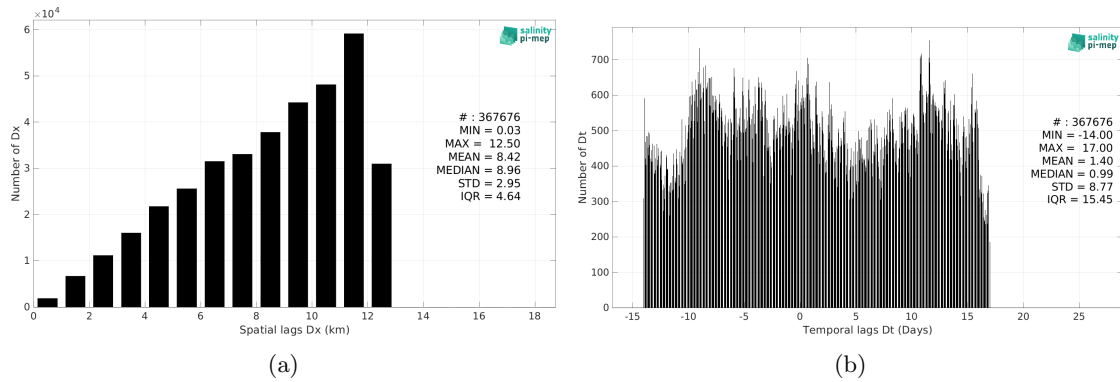 ×10⁴
6
5
4
3
2
1
0
Number of Dx
0 2 4 6 8 10 12 14 16 18
Spatial lags Dx (km)
salinity
pi-mep
# : 367676
MIN = 0.03
MAX = 12.50
MEAN = 8.42
MEDIAN = 8.96
STD = 2.95
IQR = 4.64
(a)
700
600
500
400
300
200
100
0
Number of Dt
-15 -10 -5 0 5 10 15 20 25
Temporal lags Dt (Days)
salinity
pi-mep
# : 367676
MIN = -14.00
MAX = 17.00
MEAN = 1.40
MEDIAN = 0.99
STD = 8.77
IQR = 15.45
(b)